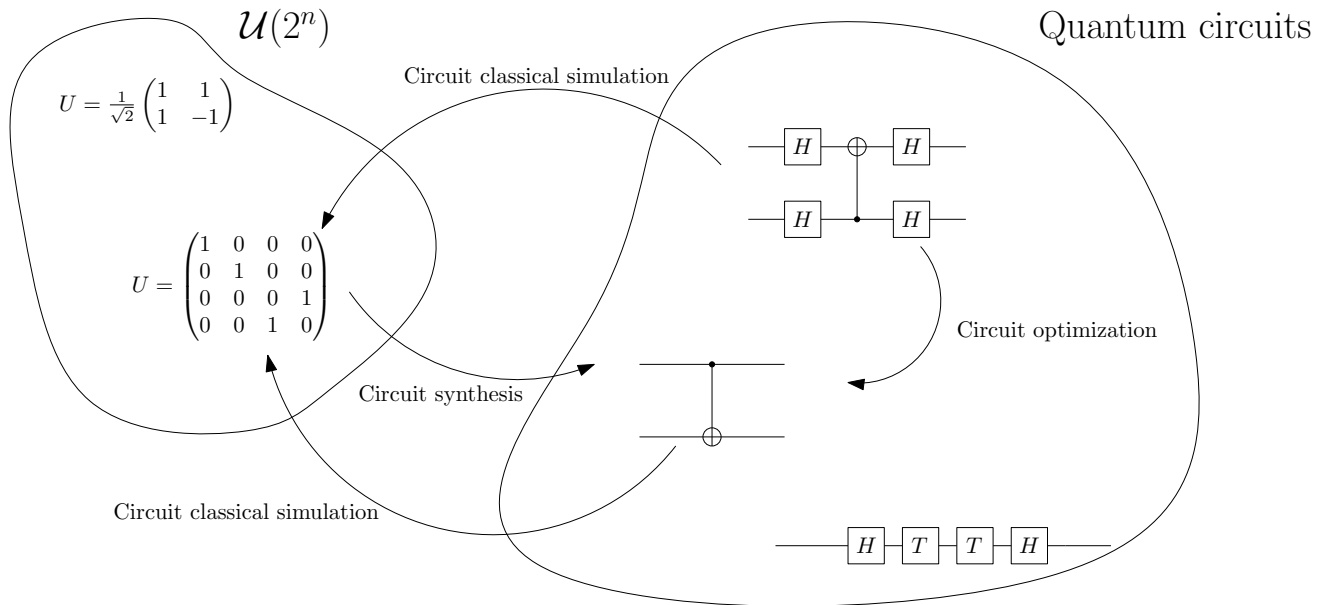 𝒰(2ⁿ)
Quantum circuits
Circuit classical simulation
U = 1/√2 (1 1
1 −1)
H H
H H
U = (1 0 0 0
0 1 0 0
0 0 0 1
0 0 1 0)
Circuit optimization
Circuit synthesis
Circuit classical simulation
H T T H